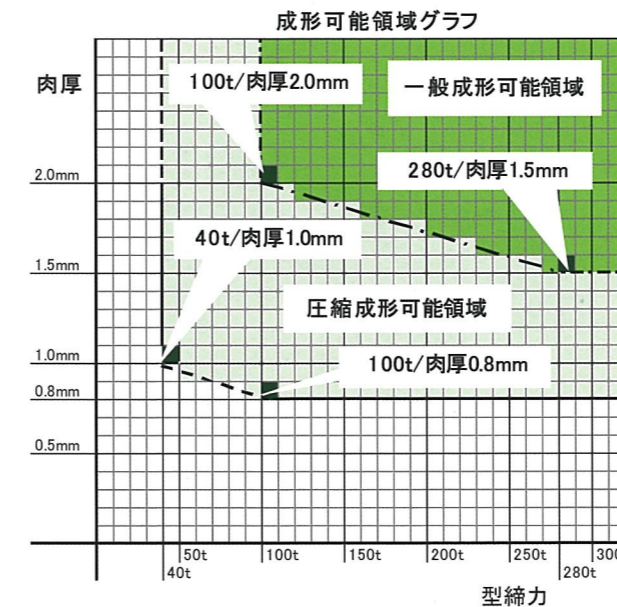 成形可能領域グラフ
肉厚
100t/肉厚2.0mm
一般成形可能領域
280t/肉厚1.5mm
2.0mm
40t/肉厚1.0mm
1.5mm
圧縮成形可能領域
1.0mm
100t/肉厚0.8mm
0.8mm
0.5mm
50t 100t 150t 200t 250t 300
40t 280t
型締力